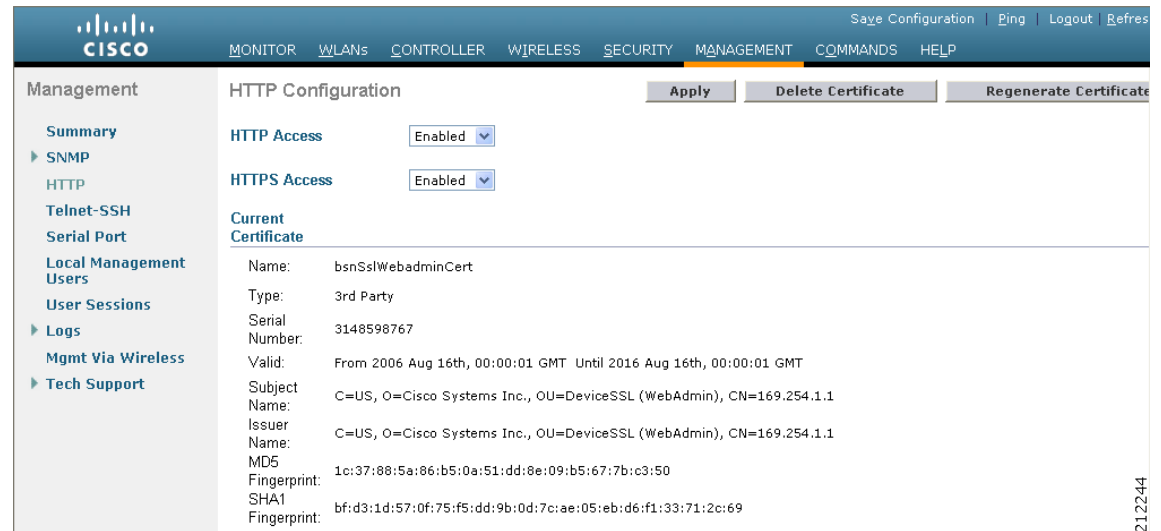 Save Configuration | Ping | Logout | Refres
CISCO
MONITOR WLANs CONTROLLER WIRELESS SECURITY MANAGEMENT COMMANDS HELP
Management
Summary
SNMP
HTTP
Telnet-SSH
Serial Port
Local Management
Users
User Sessions
Logs
Mgmt Via Wireless
Tech Support
HTTP Configuration
Apply
Delete Certificate
Regenerate Certificate
HTTP Access Enabled
HTTPS Access Enabled
Current
Certificate
Name: bsnSslWebadminCert
Type: 3rd Party
Serial
Number: 3148598767
Valid: From 2006 Aug 16th, 00:00:01 GMT Until 2016 Aug 16th, 00:00:01 GMT
Subject
Name: C=US, O=Cisco Systems Inc., OU=DeviceSSL (WebAdmin), CN=169.254.1.1
Issuer
Name: C=US, O=Cisco Systems Inc., OU=DeviceSSL (WebAdmin), CN=169.254.1.1
MD5
Fingerprint: 1c:37:88:5a:86:b5:0a:51:dd:8e:09:b5:67:7b:c3:50
SHA1
Fingerprint: bf:d3:1d:57:0f:75:f5:dd:9b:0d:7c:ae:05:eb:d6:f1:33:71:2c:69
212244